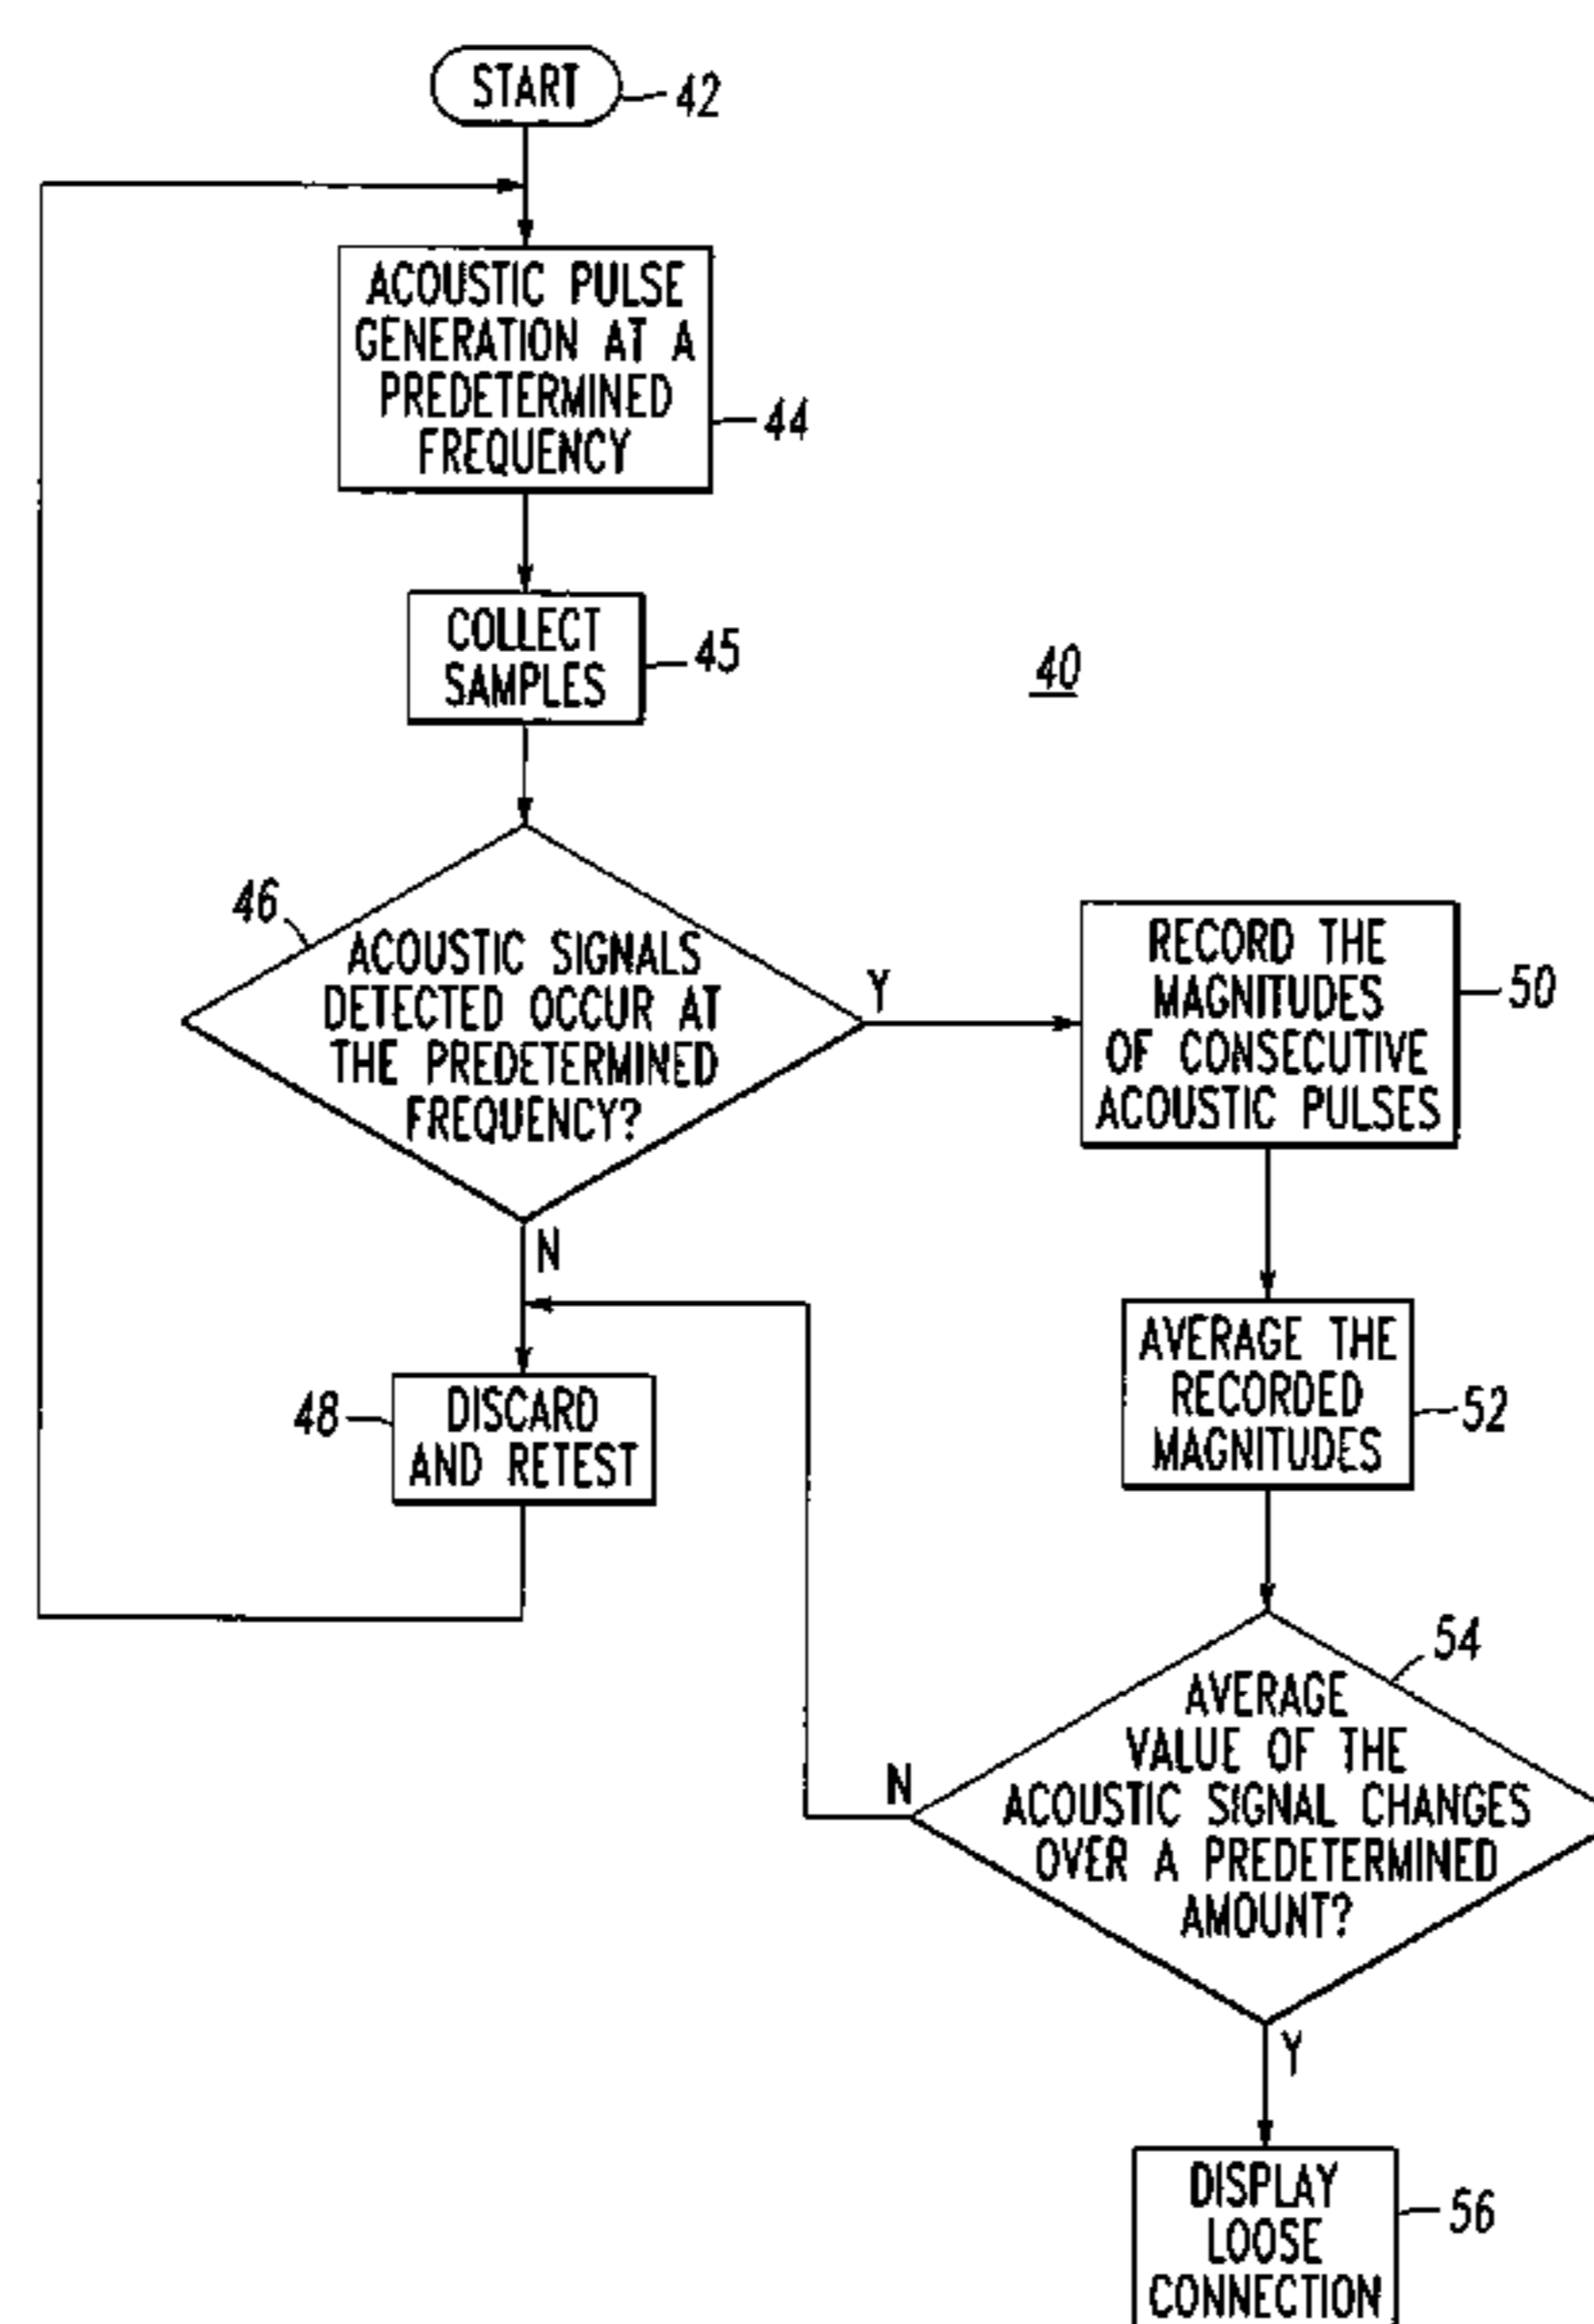 START
42
ACOUSTIC PULSE
GENERATION AT A
PREDETERMINED
FREQUENCY
44
COLLECT
SAMPLES
45
40
46
ACOUSTIC SIGNALS
DETECTED OCCUR AT
THE PREDETERMINED
FREQUENCY?
Y
N
RECORD THE
MAGNITUDES
OF CONSECUTIVE
ACOUSTIC PULSES
50
48
DISCARD
AND RETEST
AVERAGE THE
RECORDED
MAGNITUDES
52
54
AVERAGE
VALUE OF THE
ACOUSTIC SIGNAL CHANGES
OVER A PREDETERMINED
AMOUNT?
N
Y
DISPLAY
LOOSE
CONNECTION
56